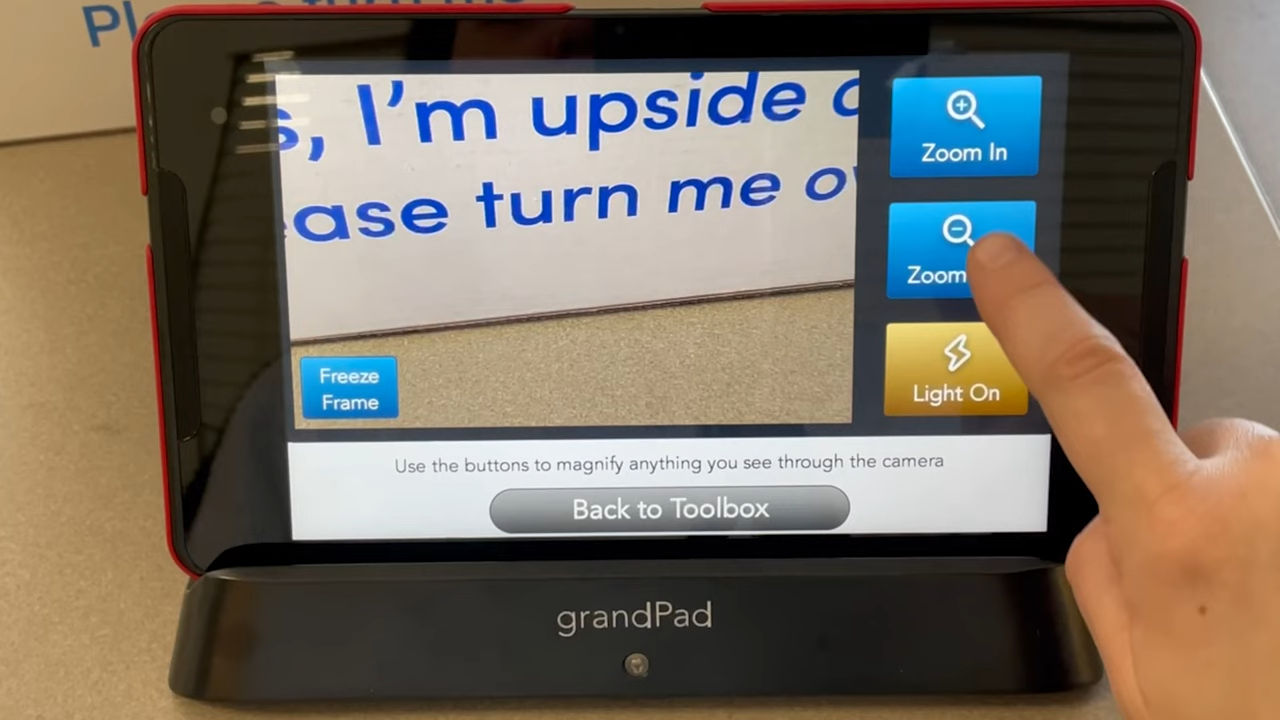 s, I'm upside
ease turn me
Zoom In
Zoom
Light On
Freeze
Frame
Use the buttons to magnify anything you see through the camera
Back to Toolbox
grandPad